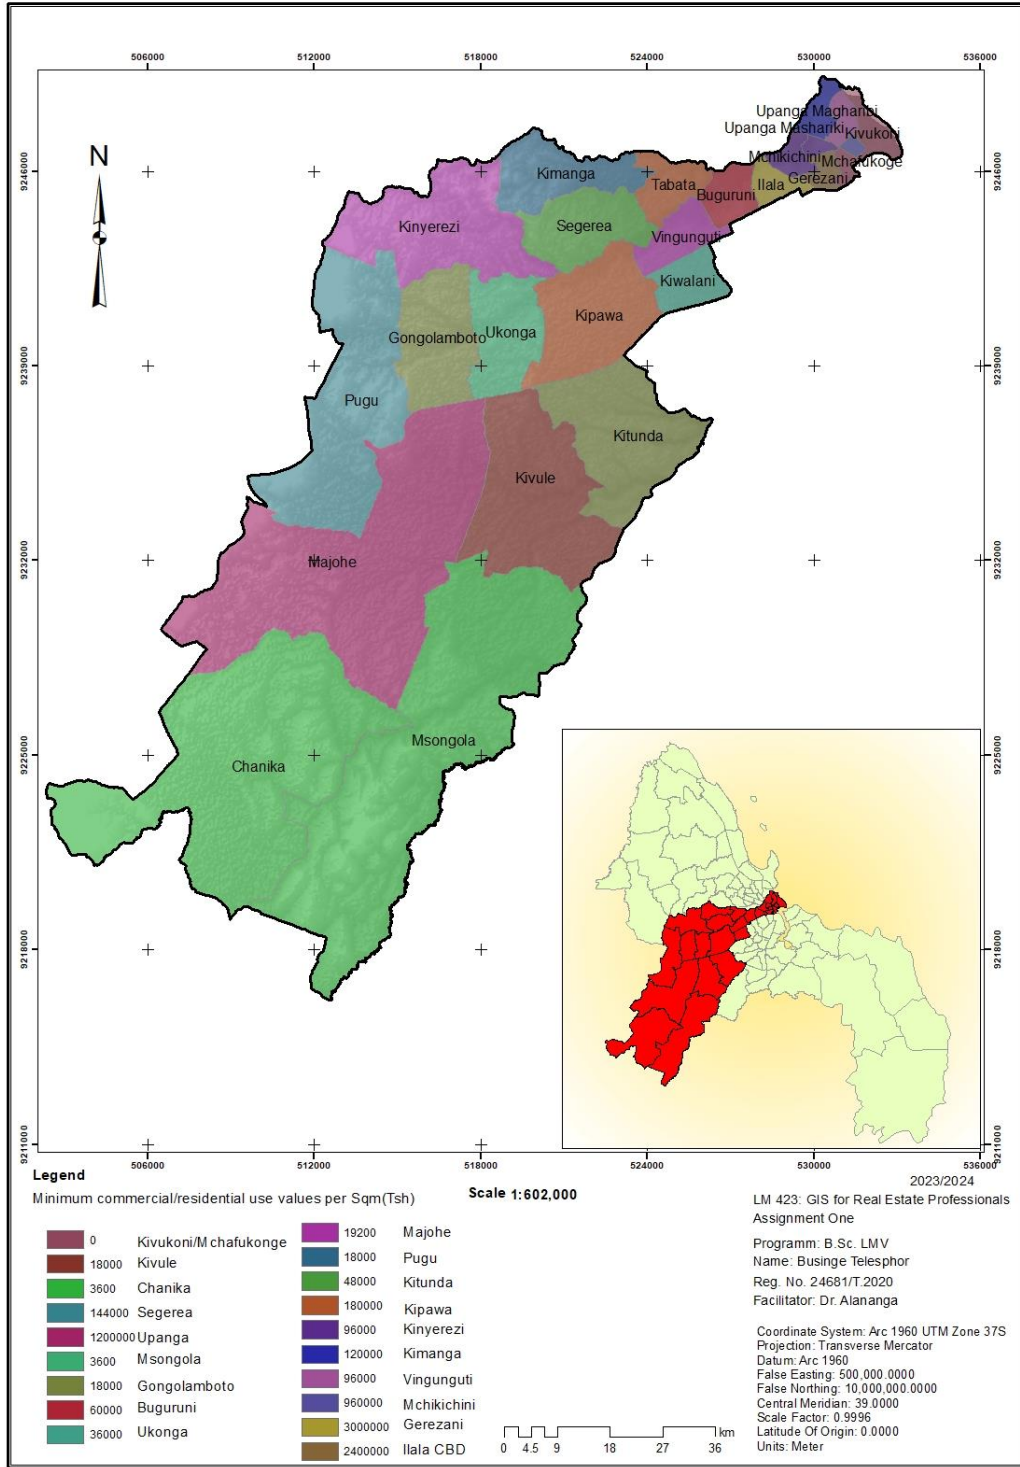 506000 512000 518000 524000 530000 536000
N
9246000 9246000
9239000 9239000
9232000 9232000
9225000 9225000
9218000 9218000
9211000 9211000
Upanga Magharibi
Upanga Mashariki
Kivukoni
Mchikichini
Mchafukoge
Gerezani
Ilala
Kimanga
Tabata
Buguruni
Kinyerezi
Segerea
Vingunguti
Kiwalani
Gongolamboto
Ukonga
Kipawa
Pugu
Kitunda
Kivule
Majohe
Msongola
Chanika
506000 512000 518000 524000 530000 536000
Legend
Minimum commercial/residential use values per Sqm(Tsh)
0 Kivukoni/Mchafukonge
18000 Kivule
3600 Chanika
144000 Segerea
1200000 Upanga
3600 Msongola
18000 Gongolamboto
60000 Buguruni
36000 Ukonga
19200 Majohe
18000 Pugu
48000 Kitunda
180000 Kipawa
96000 Kinyerezi
120000 Kimanga
96000 Vingunguti
960000 Mchikichini
3000000 Gerezani
2400000 Ilala CBD
Scale 1:602,000
0 4.5 9 18 27 36 km
2023/2024
LM 423: GIS for Real Estate Professionals
Assignment One
Programm: B.Sc. LMV
Name: Businge Telesphor
Reg. No. 24681/T.2020
Facilitator: Dr. Alananga
Coordinate System: Arc 1960 UTM Zone 37S
Projection: Transverse Mercator
Datum: Arc 1960
False Easting: 500,000.0000
False Northing: 10,000,000.0000
Central Meridian: 39.0000
Scale Factor: 0.9996
Latitude Of Origin: 0.0000
Units: Meter